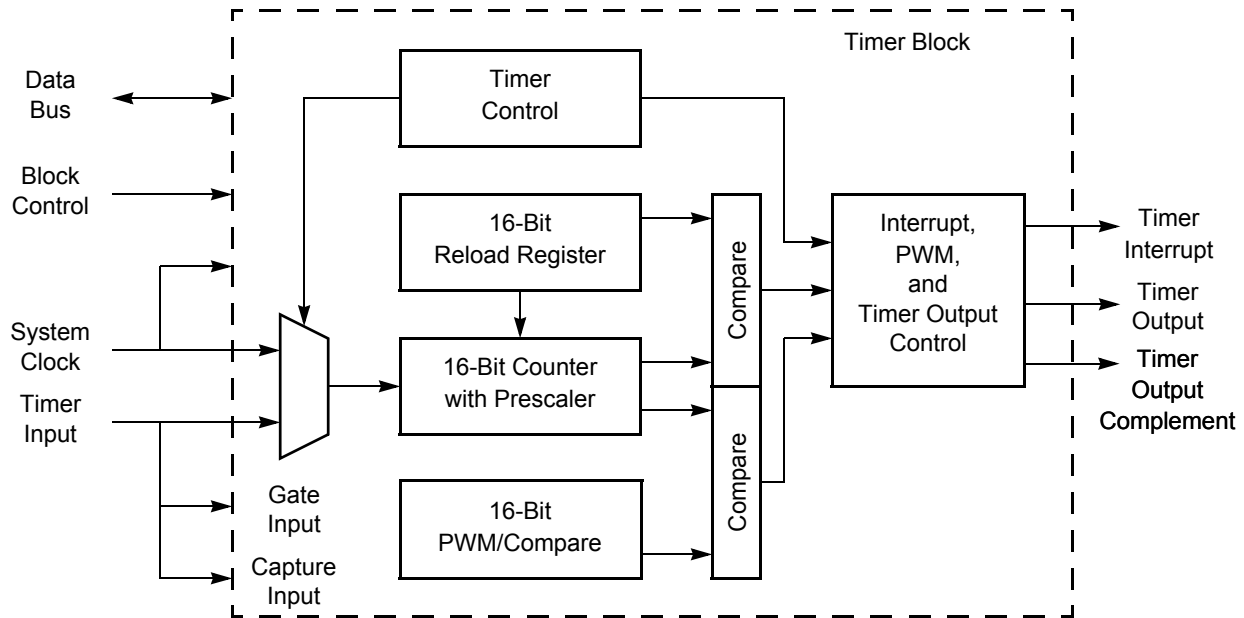 Timer Block
Data
Bus
Timer
Control
Block
Control
16-Bit
Reload Register
Compare
Interrupt,
PWM,
and
Timer Output
Control
Timer
Interrupt
Timer
Output
System
Clock
16-Bit Counter
with Prescaler
Timer
Output
Complement
Timer
Input
Gate
Input
16-Bit
PWM/Compare
Compare
Capture
Input